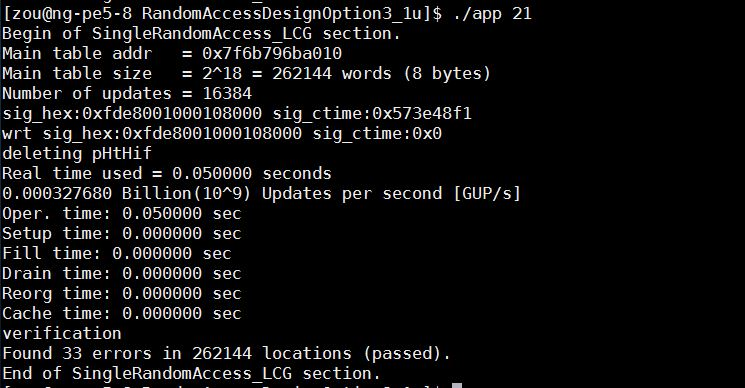 [zou@ng-pe5-8 RandomAccessDesignOption3_1u]$ ./app 21
Begin of SingleRandomAccess_LCG section.
Main table addr   = 0x7f6b796ba010
Main table size   = 2^18 = 262144 words (8 bytes)
Number of updates = 16384
sig_hex:0xfde8001000108000 sig_ctime:0x573e48f1
wrt sig_hex:0xfde8001000108000 sig_ctime:0x0
deleting pHtHif
Real time used = 0.050000 seconds
0.000327680 Billion(10^9) Updates per second [GUP/s]
Oper. time: 0.050000 sec
Setup time: 0.000000 sec
Fill time: 0.000000 sec
Drain time: 0.000000 sec
Reorg time: 0.000000 sec
Cache time: 0.000000 sec
verification
Found 33 errors in 262144 locations (passed).
End of SingleRandomAccess_LCG section.